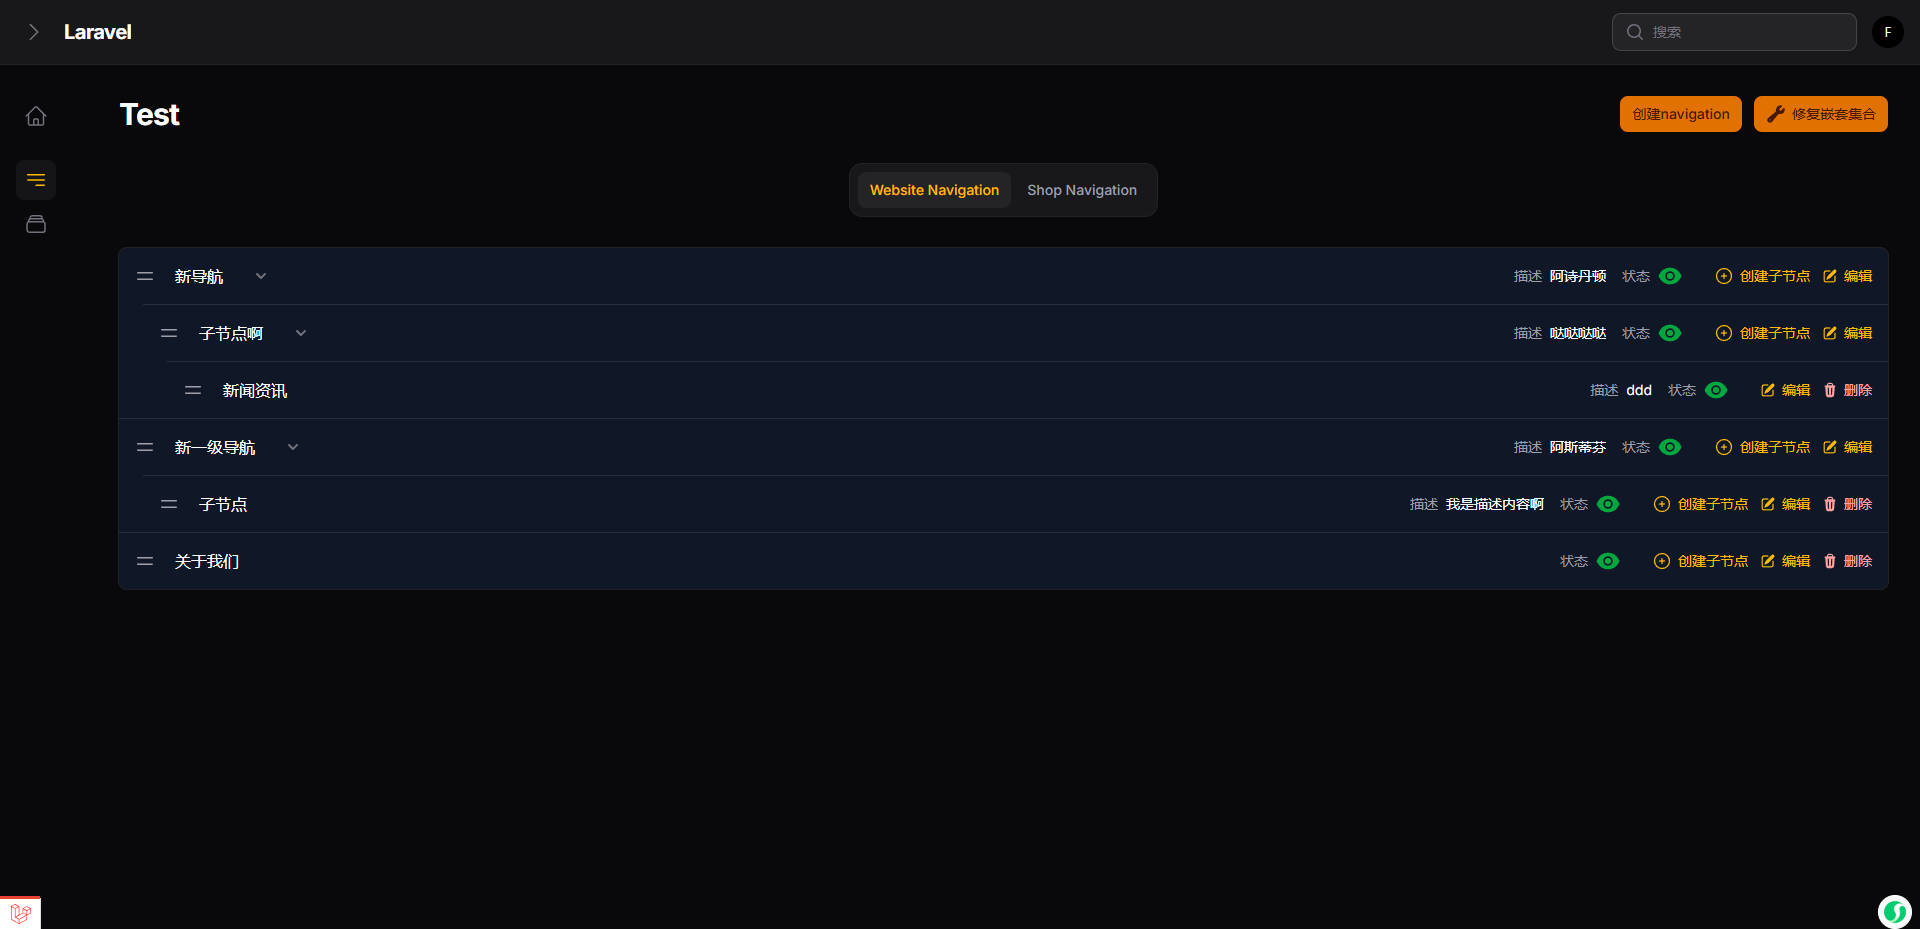 Laravel
搜索
F
Test
创建navigation
修复嵌套集合
Website Navigation
Shop Navigation
新导航 描述 阿诗丹顿 状态 创建子节点 编辑
子节点啊 描述 哒哒哒哒 状态 创建子节点 编辑
新闻资讯 描述 ddd 状态 编辑 删除
新一级导航 描述 阿斯蒂芬 状态 创建子节点 编辑
子节点 描述 我是描述内容啊 状态 创建子节点 编辑 删除
关于我们 状态 创建子节点 编辑 删除